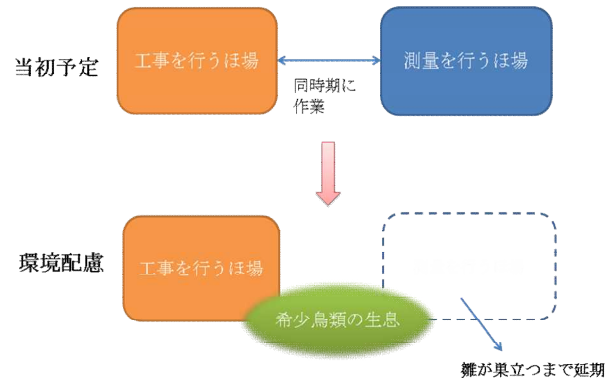 当初予定
工事を行うほ場
同時期に
作業
測量を行うほ場
環境配慮
工事を行うほ場
希少鳥類の生息
雛が巣立つまで延期